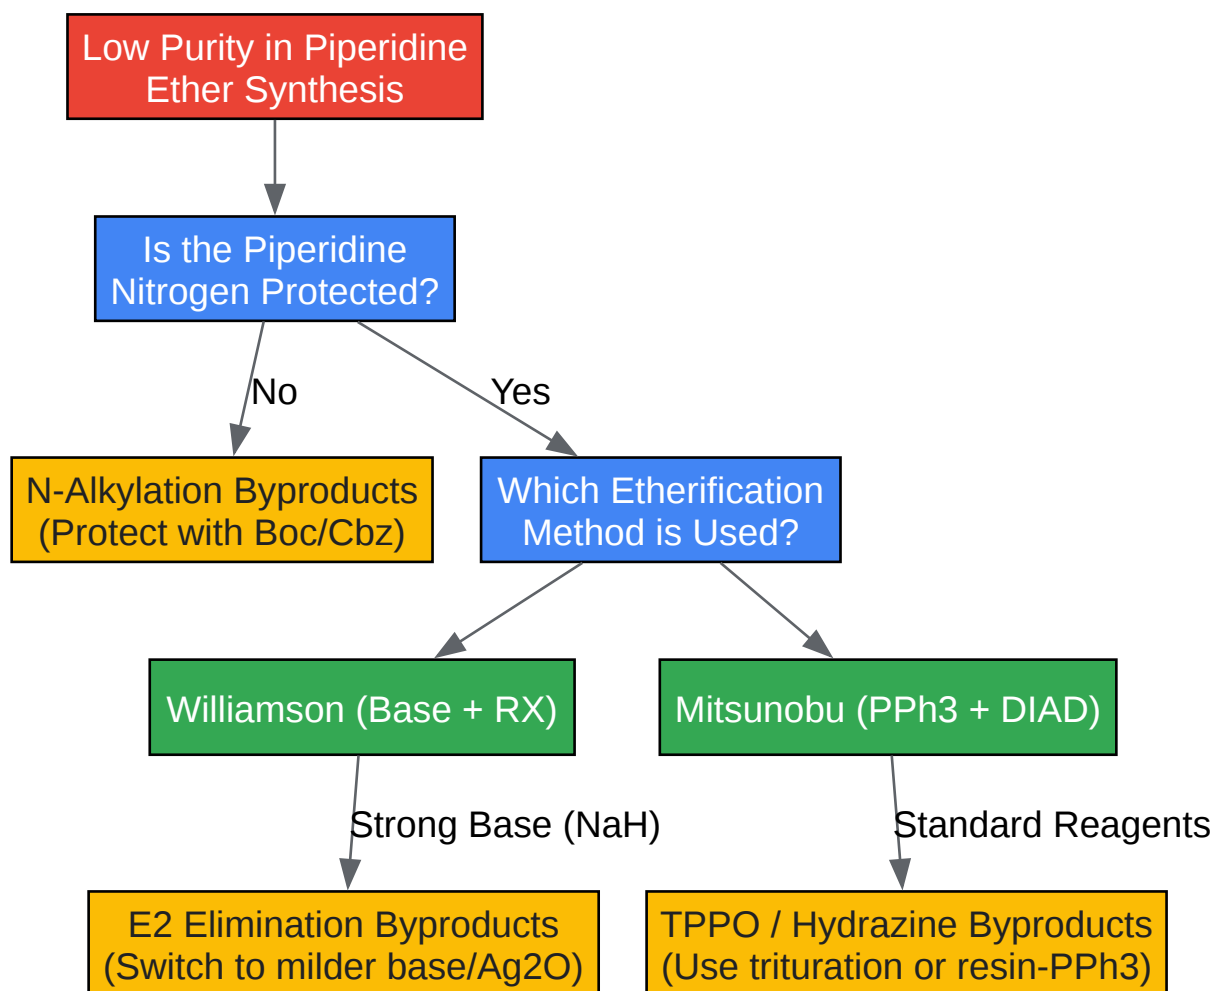 Low Purity in Piperidine
Ether Synthesis
Is the Piperidine
Nitrogen Protected?
No
Yes
N-Alkylation Byproducts
(Protect with Boc/Cbz)
Which Etherification
Method is Used?
Williamson (Base + RX)
Mitsunobu (PPh3 + DIAD)
Strong Base (NaH)
Standard Reagents
E2 Elimination Byproducts
(Switch to milder base/Ag2O)
TPPO / Hydrazine Byproducts
(Use trituration or resin-PPh3)